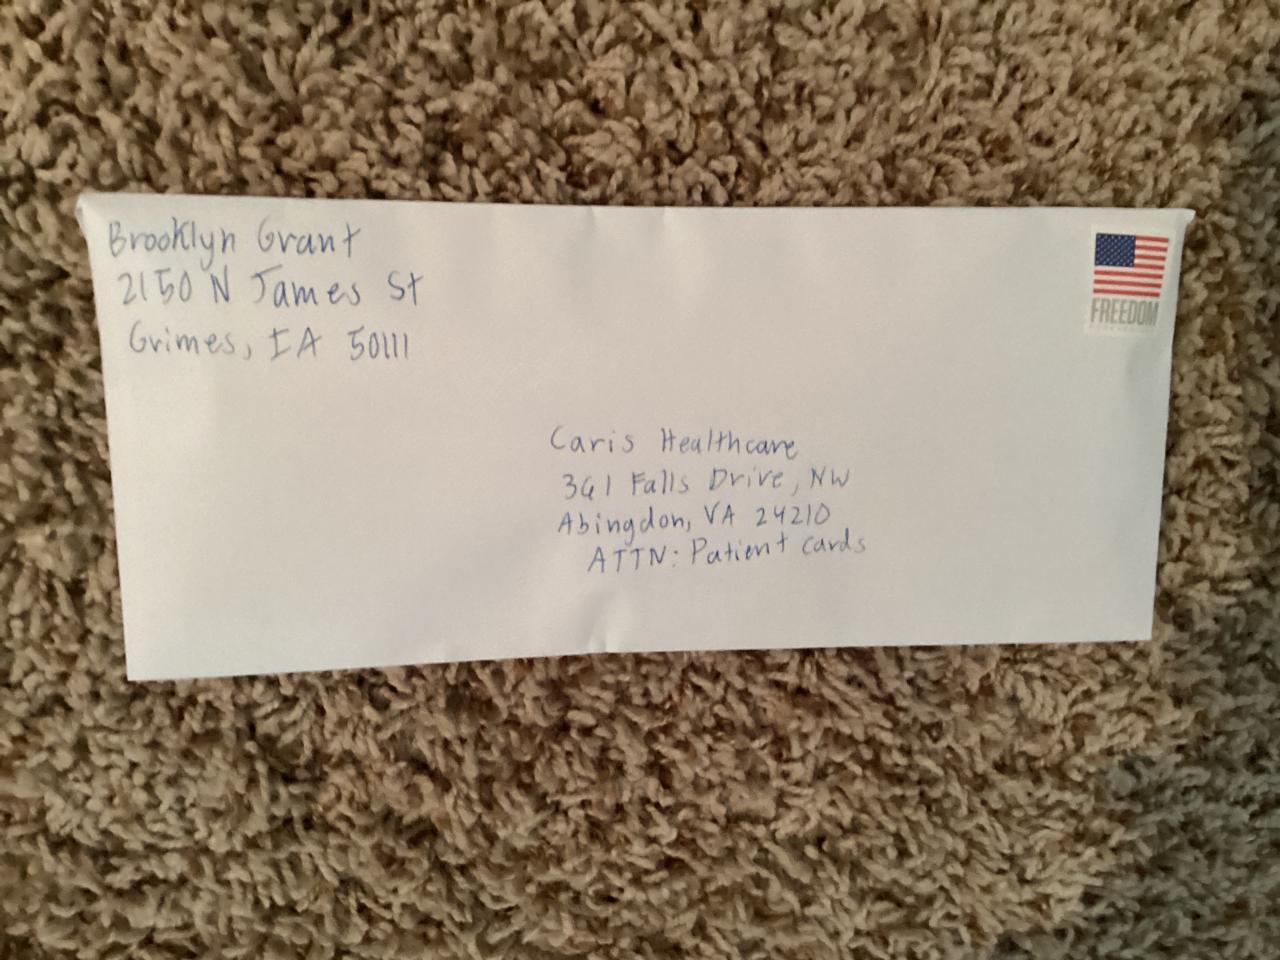 Brooklyn Grant
2150 N James St
Grimes, IA 50111
FREEDOM
Caris Healthcare
361 Falls Drive, NW
Abingdon, VA 24210
ATTN: Patient cards